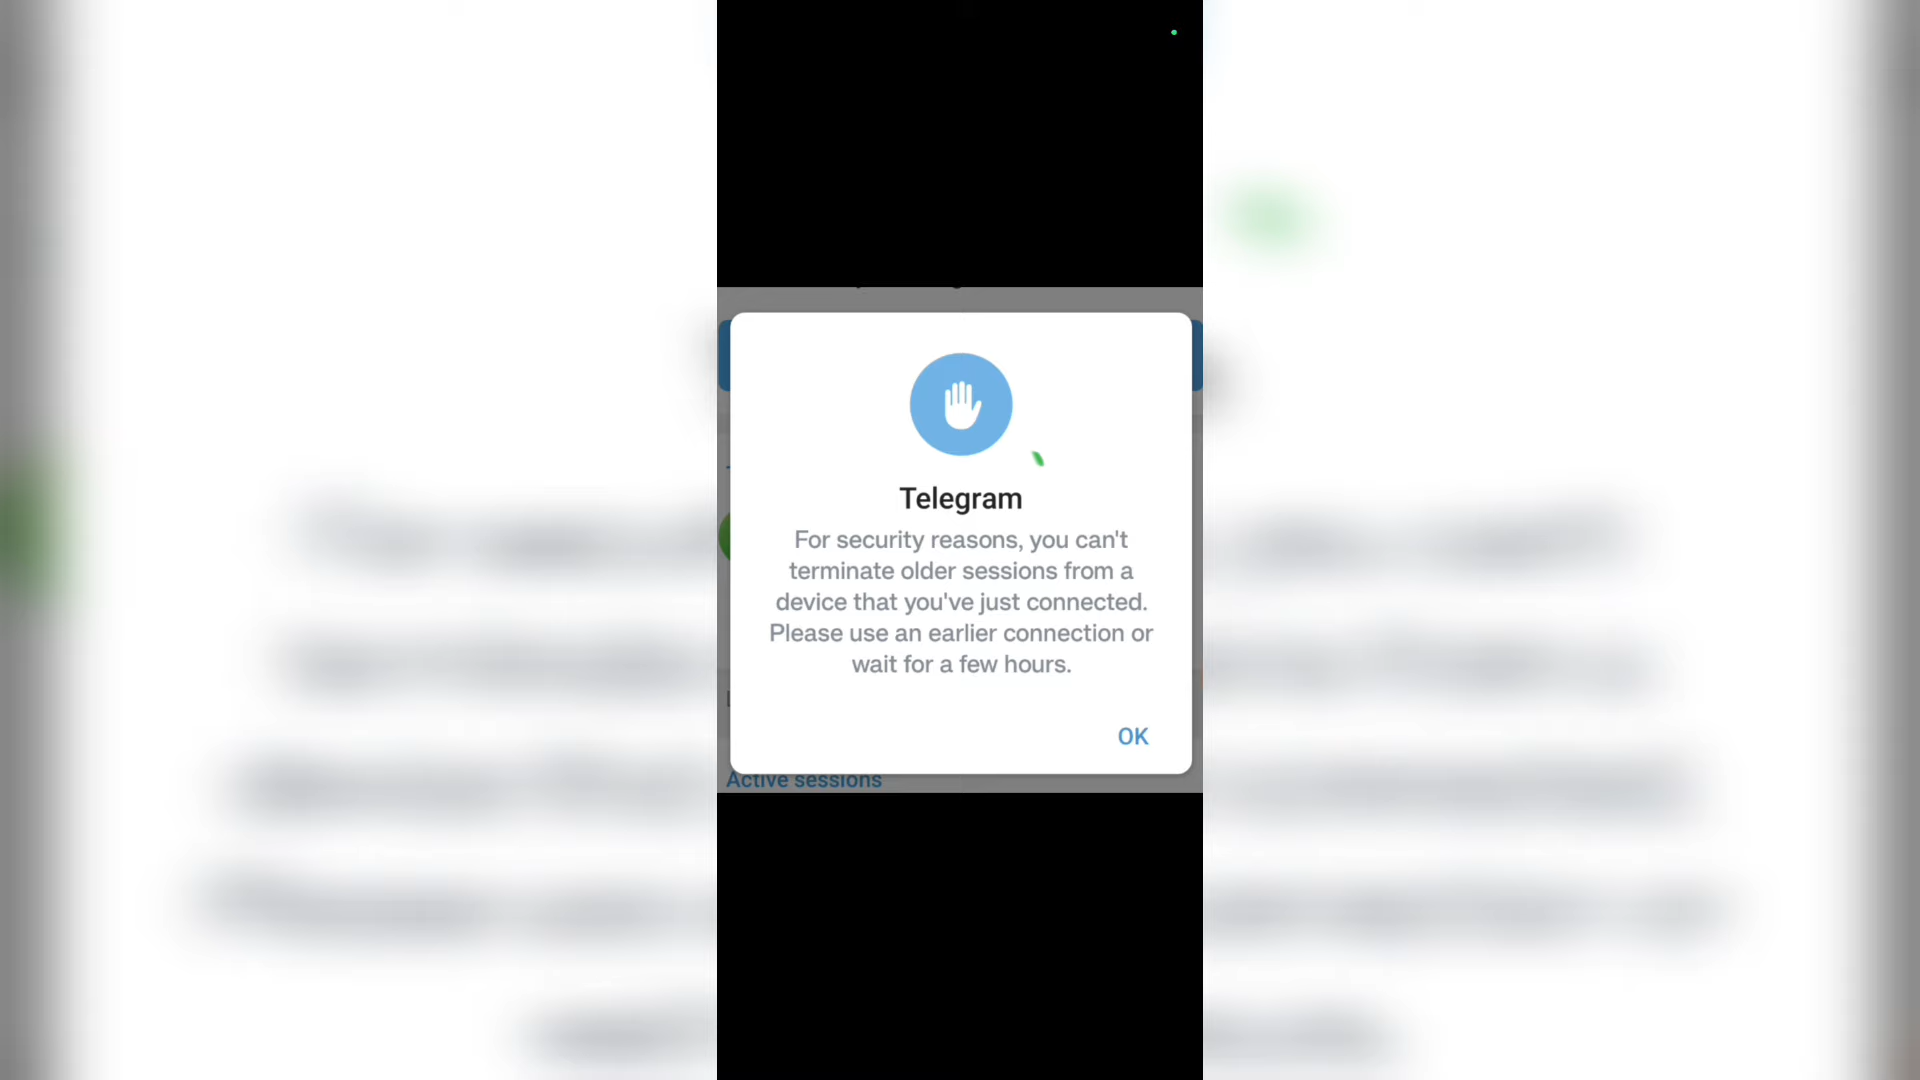 Telegram
For security reasons, you can't
terminate older sessions from a
device that you've just connected.
Please use an earlier connection or
wait for a few hours.
OK
Active sessions